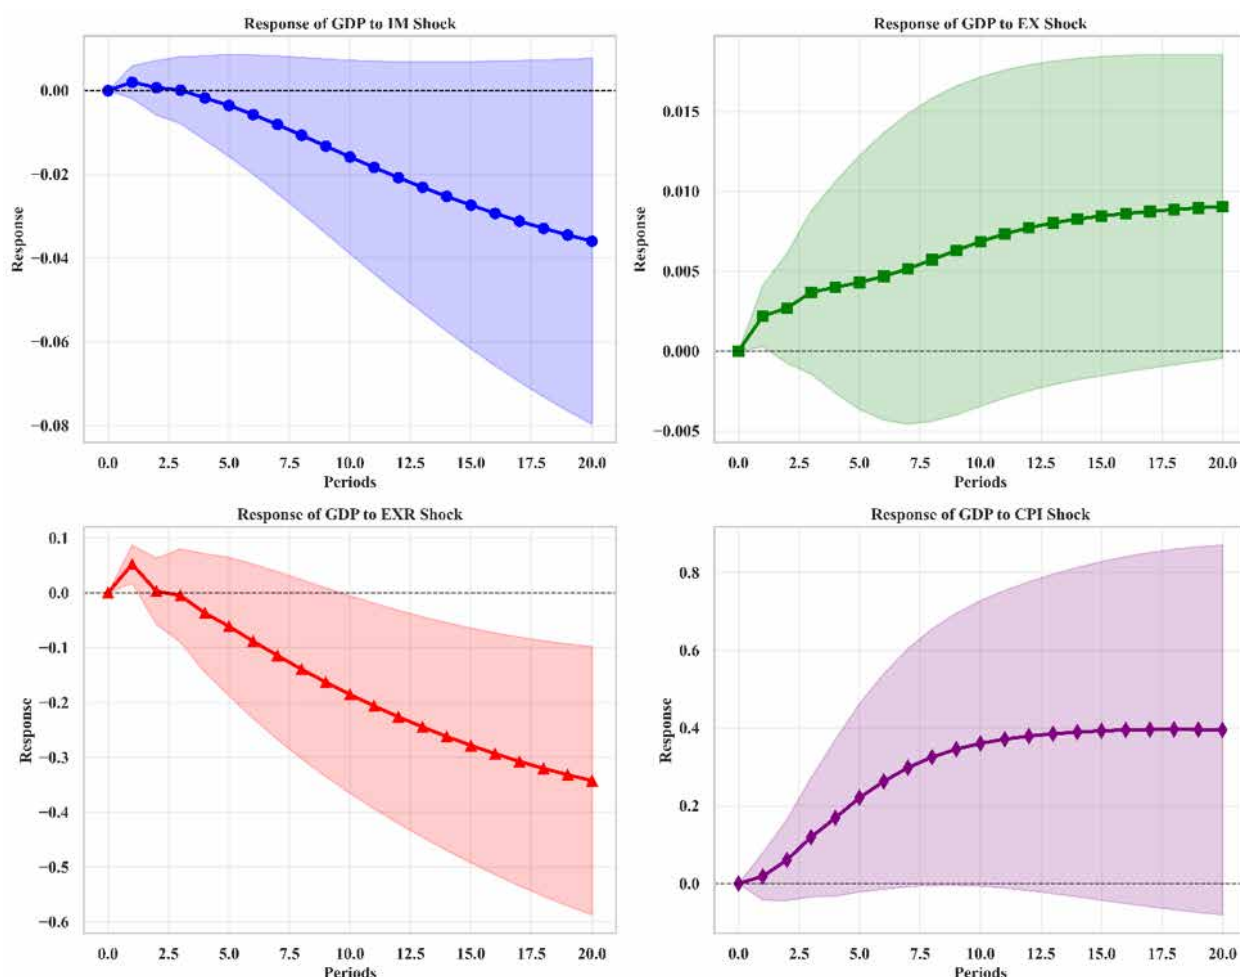 Response of GDP to IM Shock
Response
0.00
−0.02
−0.04
−0.06
−0.08
0.0 2.5 5.0 7.5 10.0 12.5 15.0 17.5 20.0
Periods
Response of GDP to EX Shock
Response
0.015
0.010
0.005
0.000
−0.005
0.0 2.5 5.0 7.5 10.0 12.5 15.0 17.5 20.0
Periods
Response of GDP to EXR Shock
Response
0.1
0.0
−0.1
−0.2
−0.3
−0.4
−0.5
−0.6
0.0 2.5 5.0 7.5 10.0 12.5 15.0 17.5 20.0
Periods
Response of GDP to CPI Shock
Response
0.8
0.6
0.4
0.2
0.0
0.0 2.5 5.0 7.5 10.0 12.5 15.0 17.5 20.0
Periods